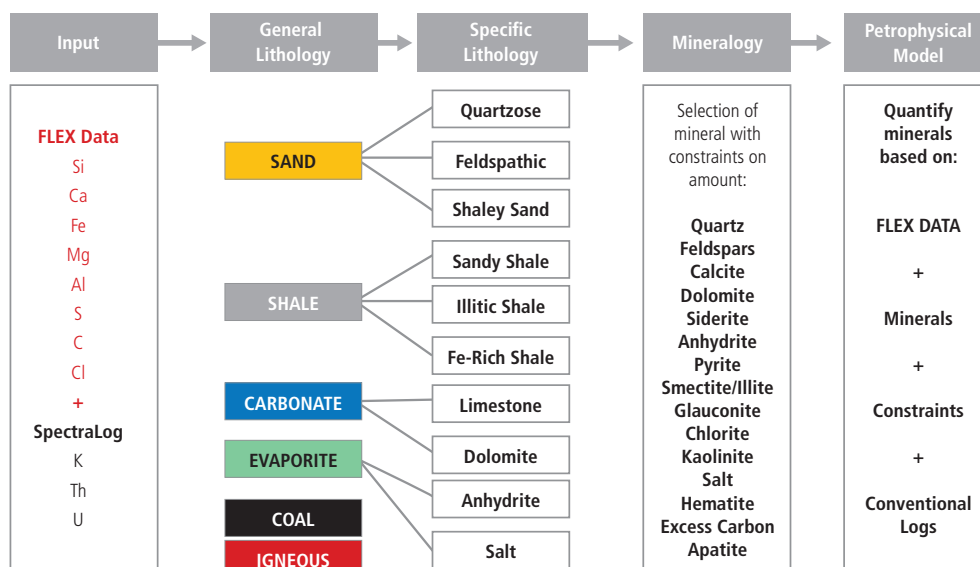 Input
General
Lithology
Specific
Lithology
Mineralogy
Petrophysical
Model
FLEX Data
Si
Ca
Fe
Mg
Al
S
C
Cl
+
SpectraLog
K
Th
U
SAND
SHALE
CARBONATE
EVAPORITE
COAL
IGNEOUS
Quartzose
Feldspathic
Shaley Sand
Sandy Shale
Illitic Shale
Fe-Rich Shale
Limestone
Dolomite
Anhydrite
Salt
Selection of
mineral with
constraints on
amount:
Quartz
Feldspars
Calcite
Dolomite
Siderite
Anhydrite
Pyrite
Smectite/Illite
Glauconite
Chlorite
Kaolinite
Salt
Hematite
Excess Carbon
Apatite
Quantify
minerals
based on:
FLEX DATA
+
Minerals
+
Constraints
+
Conventional
Logs